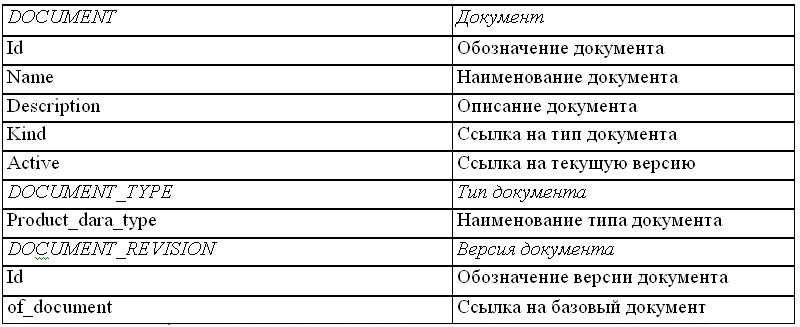 DOCUMENT Документ
Id Обозначение документа
Name Наименование документа
Description Описание документа
Kind Ссылка на тип документа
Active Ссылка на текущую версию
DOCUMENT_TYPE Тип документа
Product_dara_type Наименование типа документа
DOCUMENT_REVISION Версия документа
Id Обозначение версии документа
of_document Ссылка на базовый документ